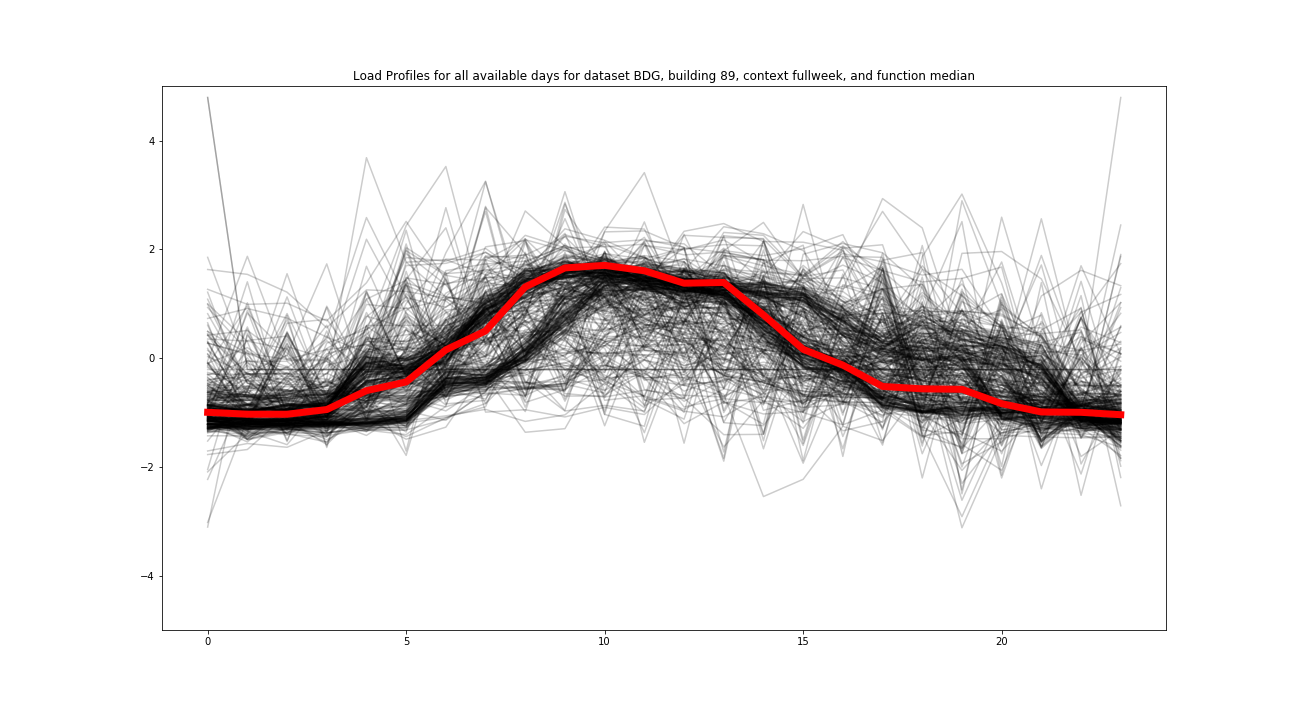 Load Profiles for all available days for dataset BDG, building 89, context fullweek, and function median
4
2
0
−2
−4
0 5 10 15 20